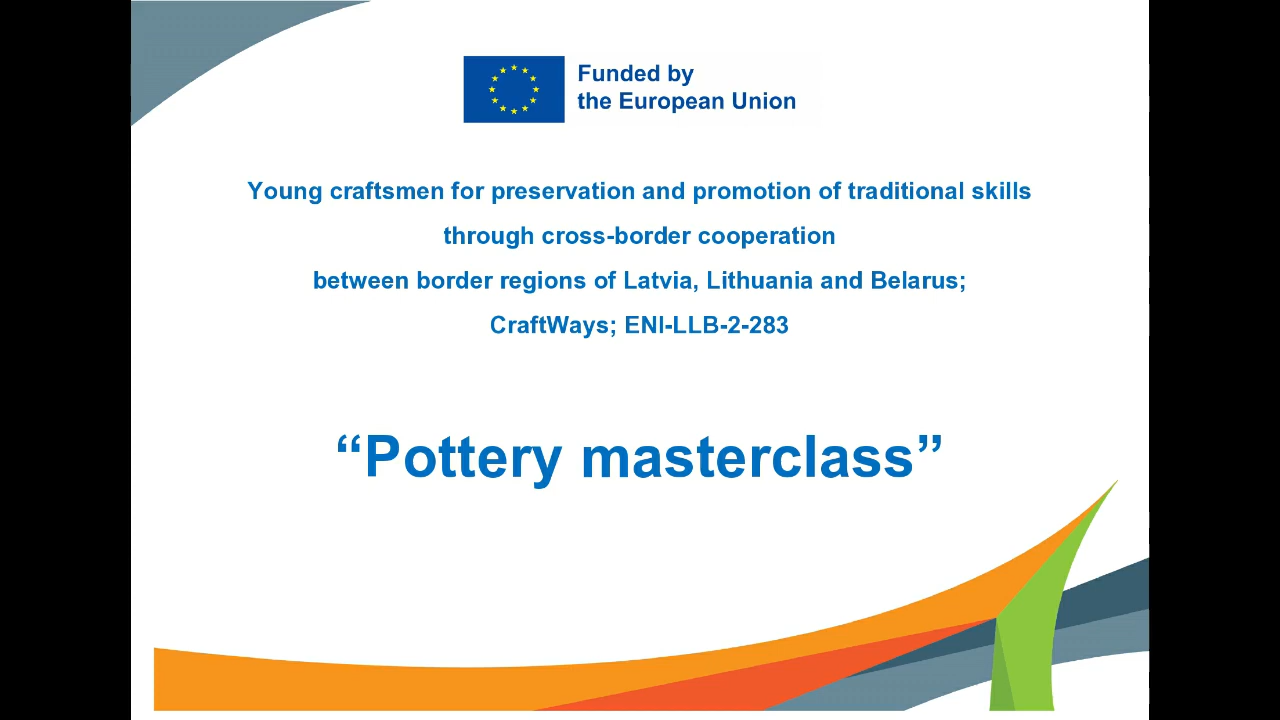 Funded by
the European Union
Young craftsmen for preservation and promotion of traditional skills
through cross-border cooperation
between border regions of Latvia, Lithuania and Belarus;
CraftWays; ENI-LLB-2-283
“Pottery masterclass”